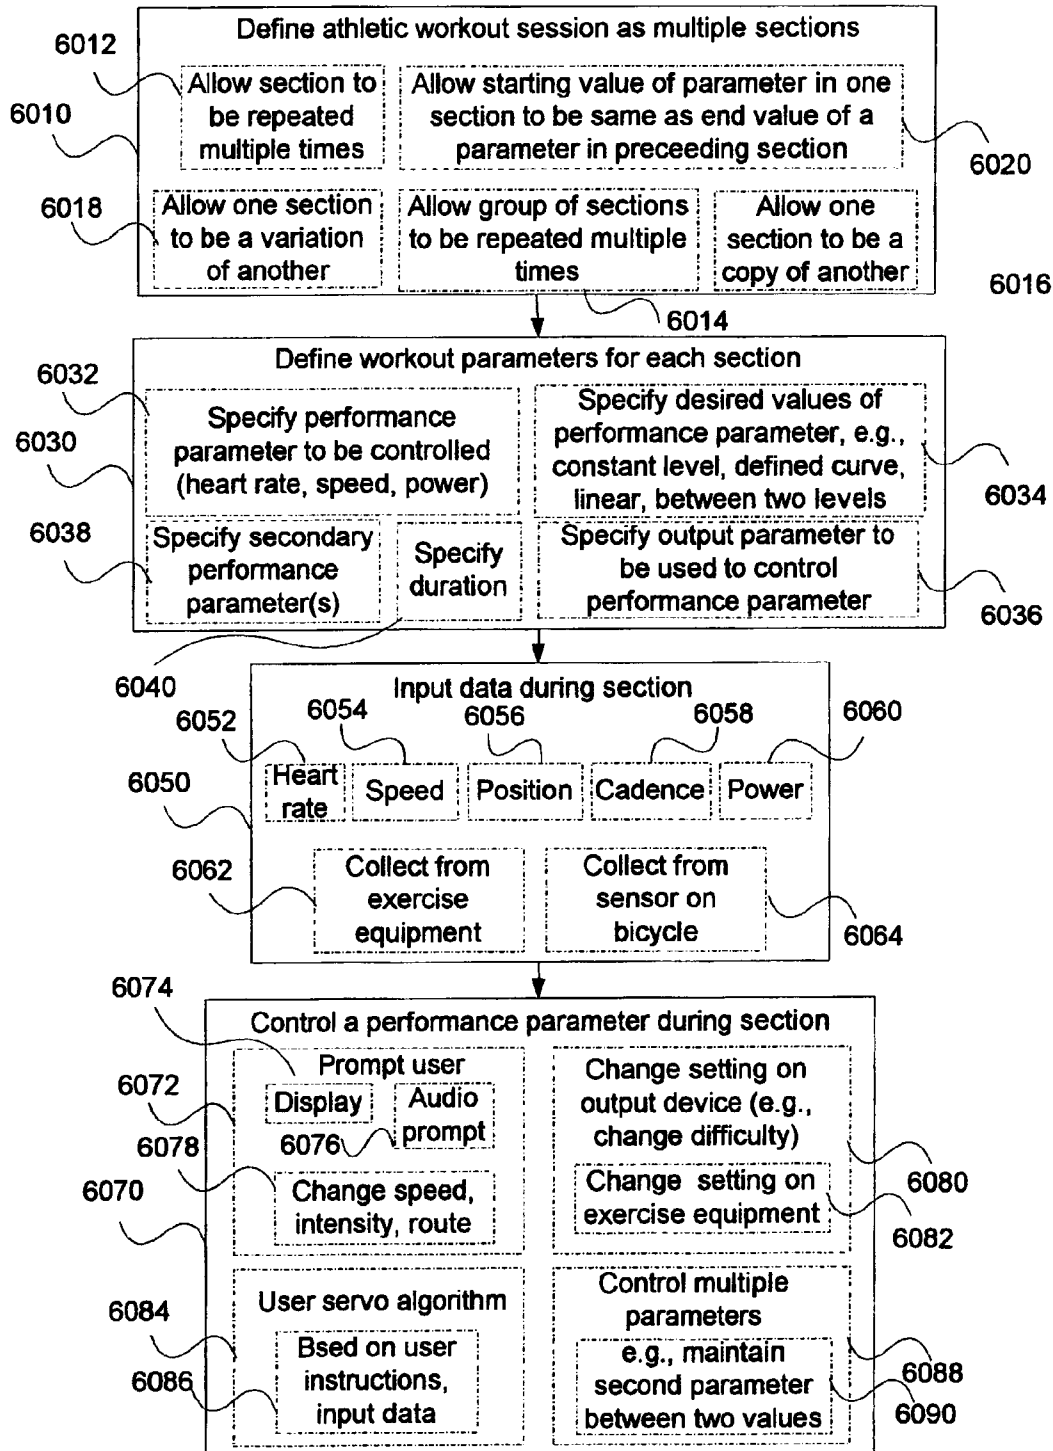 Define athletic workout session as multiple sections
6012
Allow section to
be repeated
multiple times
Allow starting value of parameter in one
section to be same as end value of a
parameter in preceeding section
6010
6020
6018
Allow one section
to be a variation
of another
Allow group of sections
to be repeated multiple
times
Allow one
section to be a
copy of another
6016
6014
Define workout parameters for each section
6032
Specify performance
parameter to be controlled
(heart rate, speed, power)
Specify desired values of
performance parameter, e.g.,
constant level, defined curve,
linear, between two levels
6030
6034
6038
Specify secondary
performance
parameter(s)
Specify
duration
Specify output parameter to
be used to control
performance parameter
6036
6040
Input data during section
6052
6054
6056
6058
6060
Heart
rate
Speed
Position
Cadence
Power
6050
6062
Collect from
exercise
equipment
Collect from
sensor on
bicycle
6064
6074
Control a performance parameter during section
6072
Prompt user
Display
Audio
prompt
6076
6078
Change speed,
intensity, route
6070
Change setting on
output device (e.g.,
change difficulty)
6080
Change setting on
exercise equipment
6082
6084
User servo algorithm
6086
Bsed on user
instructions,
input data
Control multiple
parameters
6088
e.g., maintain
second parameter
between two values
6090